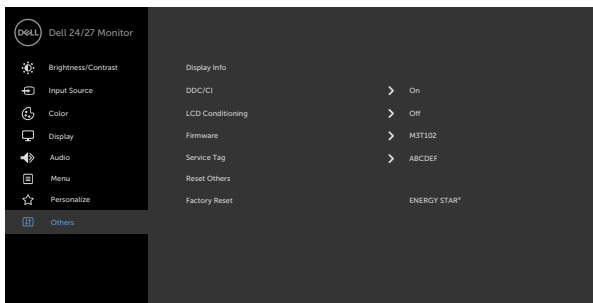 DELL Dell 24/27 Monitor
Brightness/Contrast
Input Source
Color
Display
Audio
Menu
Personalize
Others
Display Info
DDC/CI On
LCD Conditioning Off
Firmware M3T102
Service Tag ABCDEF
Reset Others
Factory Reset ENERGY STAR®